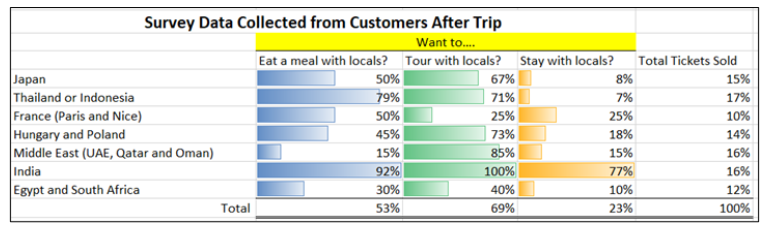 Survey Data Collected from Customers After Trip
Want to....
Eat a meal with locals? Tour with locals? Stay with locals? Total Tickets Sold
Japan 50% 67% 8% 15%
Thailand or Indonesia 79% 71% 7% 17%
France (Paris and Nice) 50% 25% 25% 10%
Hungary and Poland 45% 73% 18% 14%
Middle East (UAE, Qatar and Oman) 15% 85% 15% 16%
India 92% 100% 77% 16%
Egypt and South Africa 30% 40% 10% 12%
Total 53% 69% 23% 100%